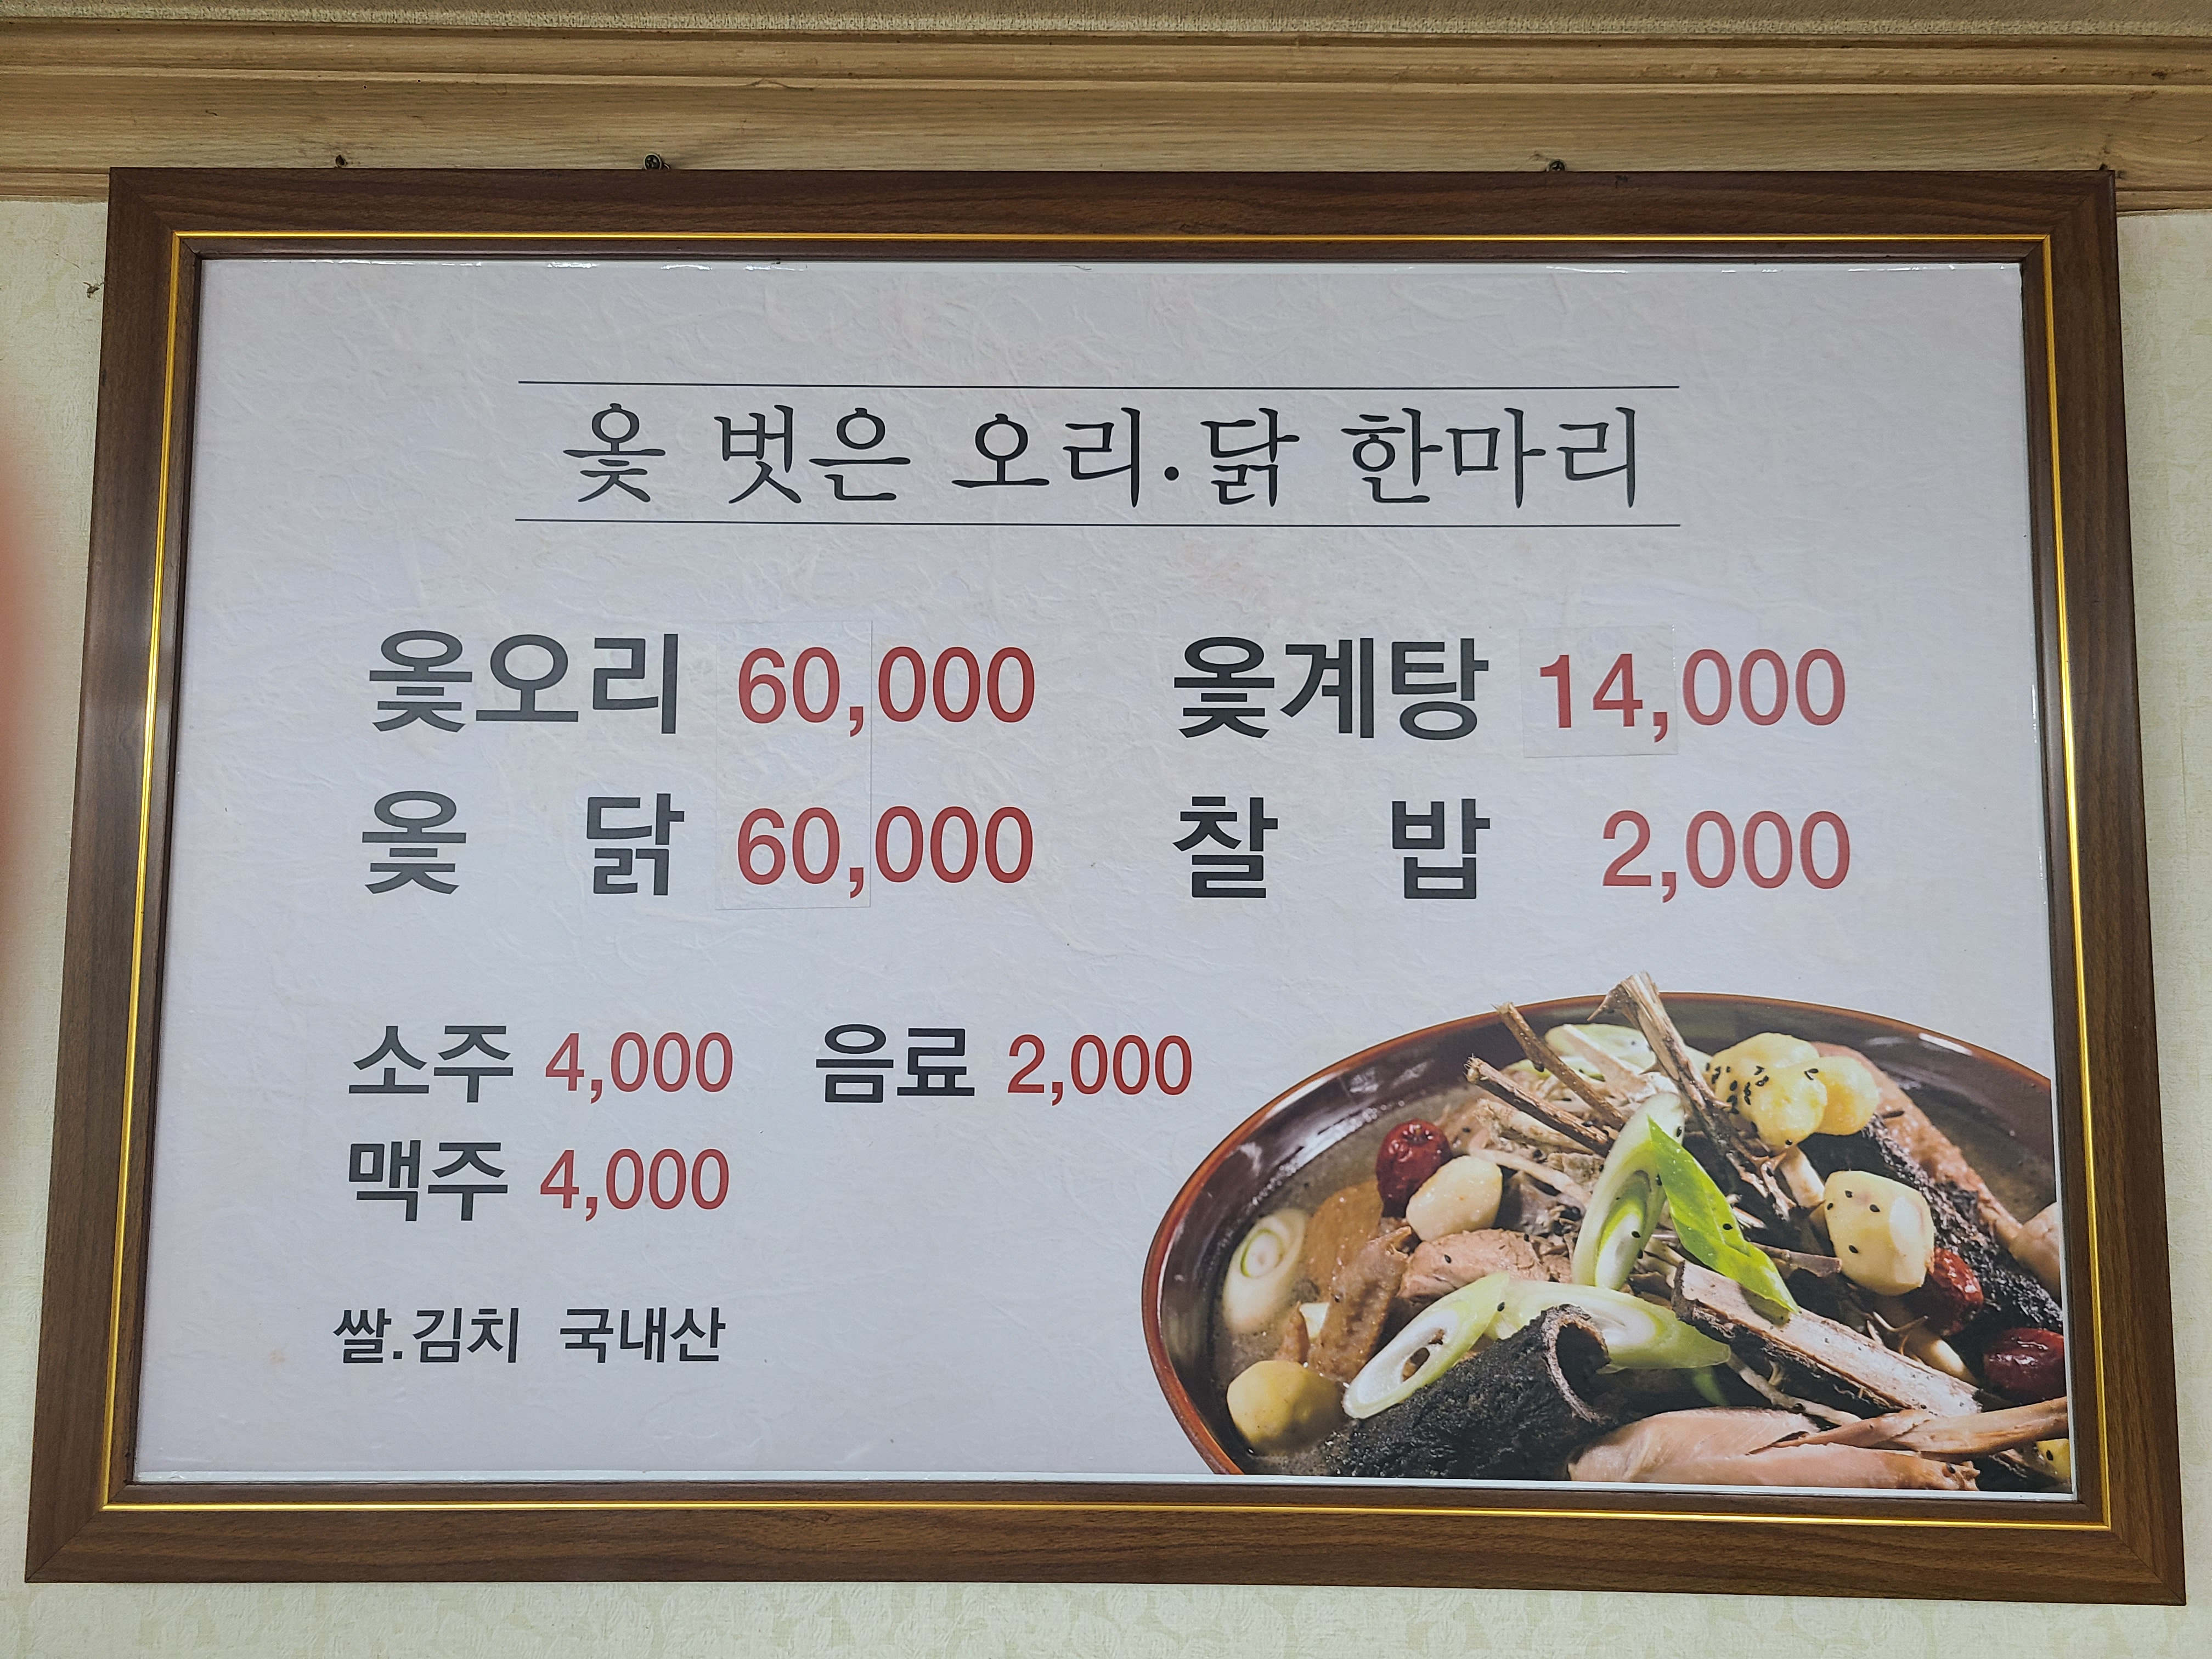 옻 벗은 오리·닭 한마리
옻오리 60,000 옻계탕 14,000
옻 닭 60,000 찰 밥 2,000
소주 4,000 음료 2,000
맥주 4,000
쌀.김치 국내산